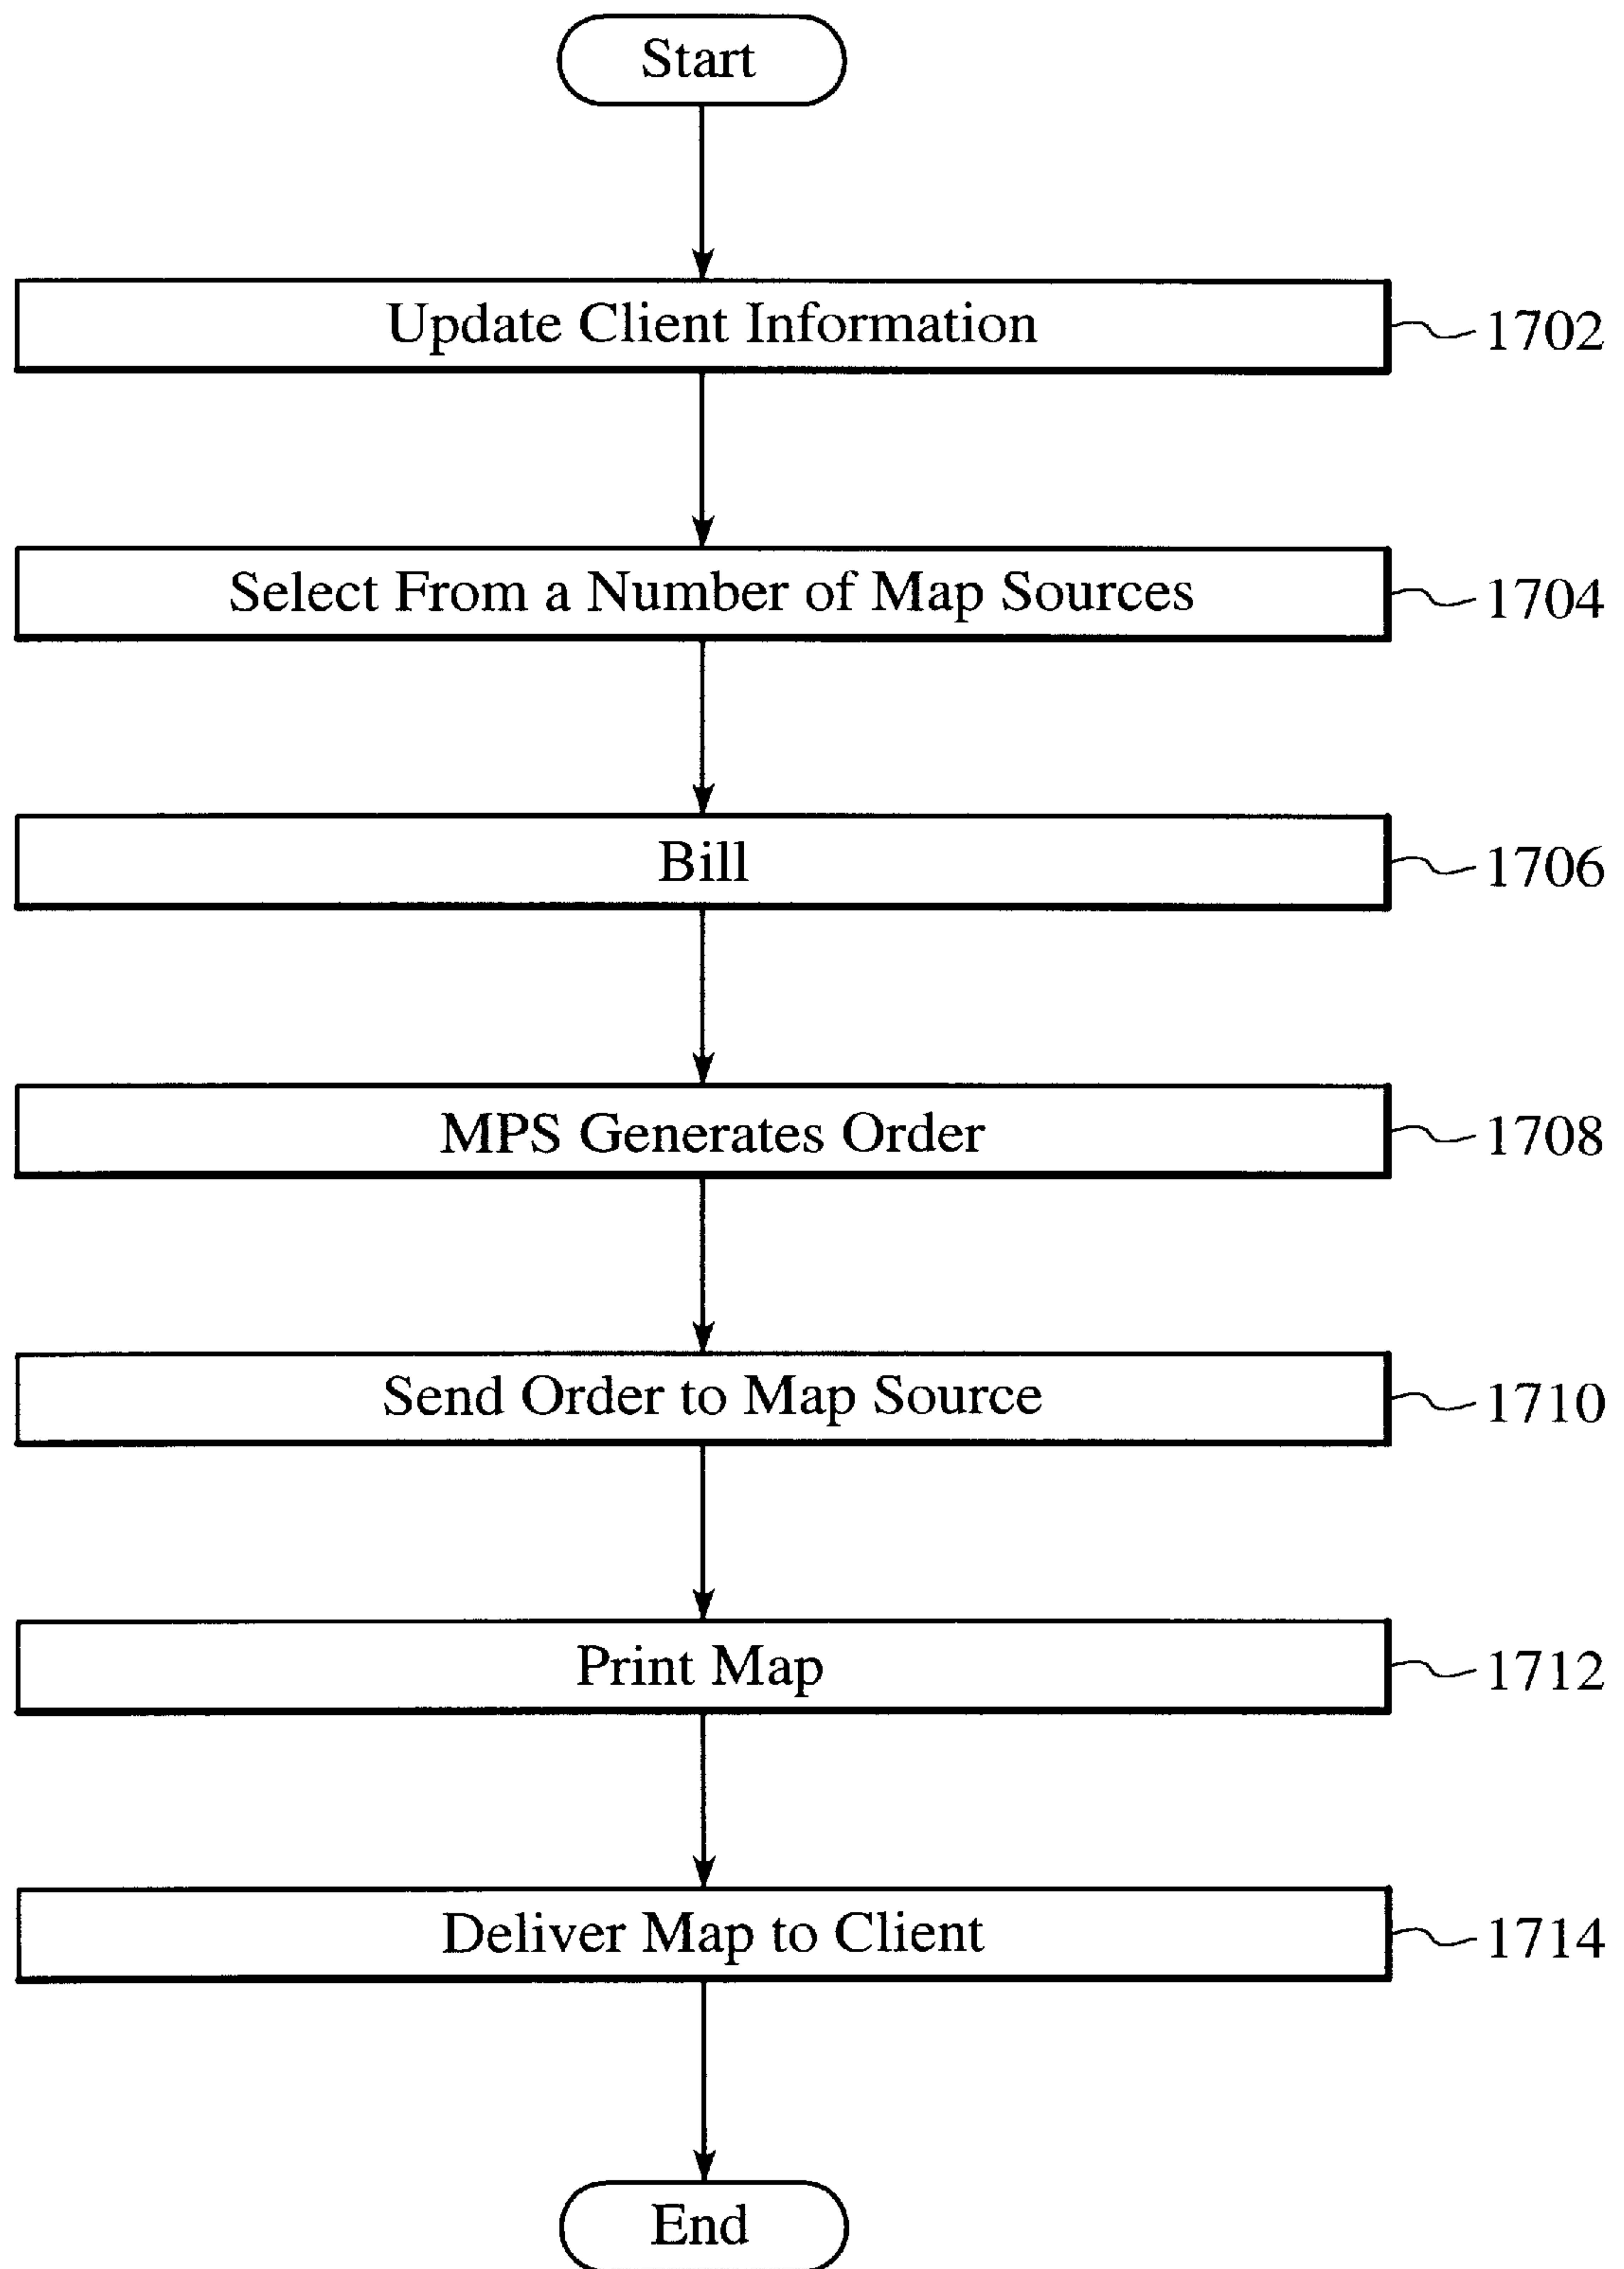 Start
Update Client Information
1702
Select From a Number of Map Sources
1704
Bill
1706
MPS Generates Order
1708
Send Order to Map Source
1710
Print Map
1712
Deliver Map to Client
1714
End